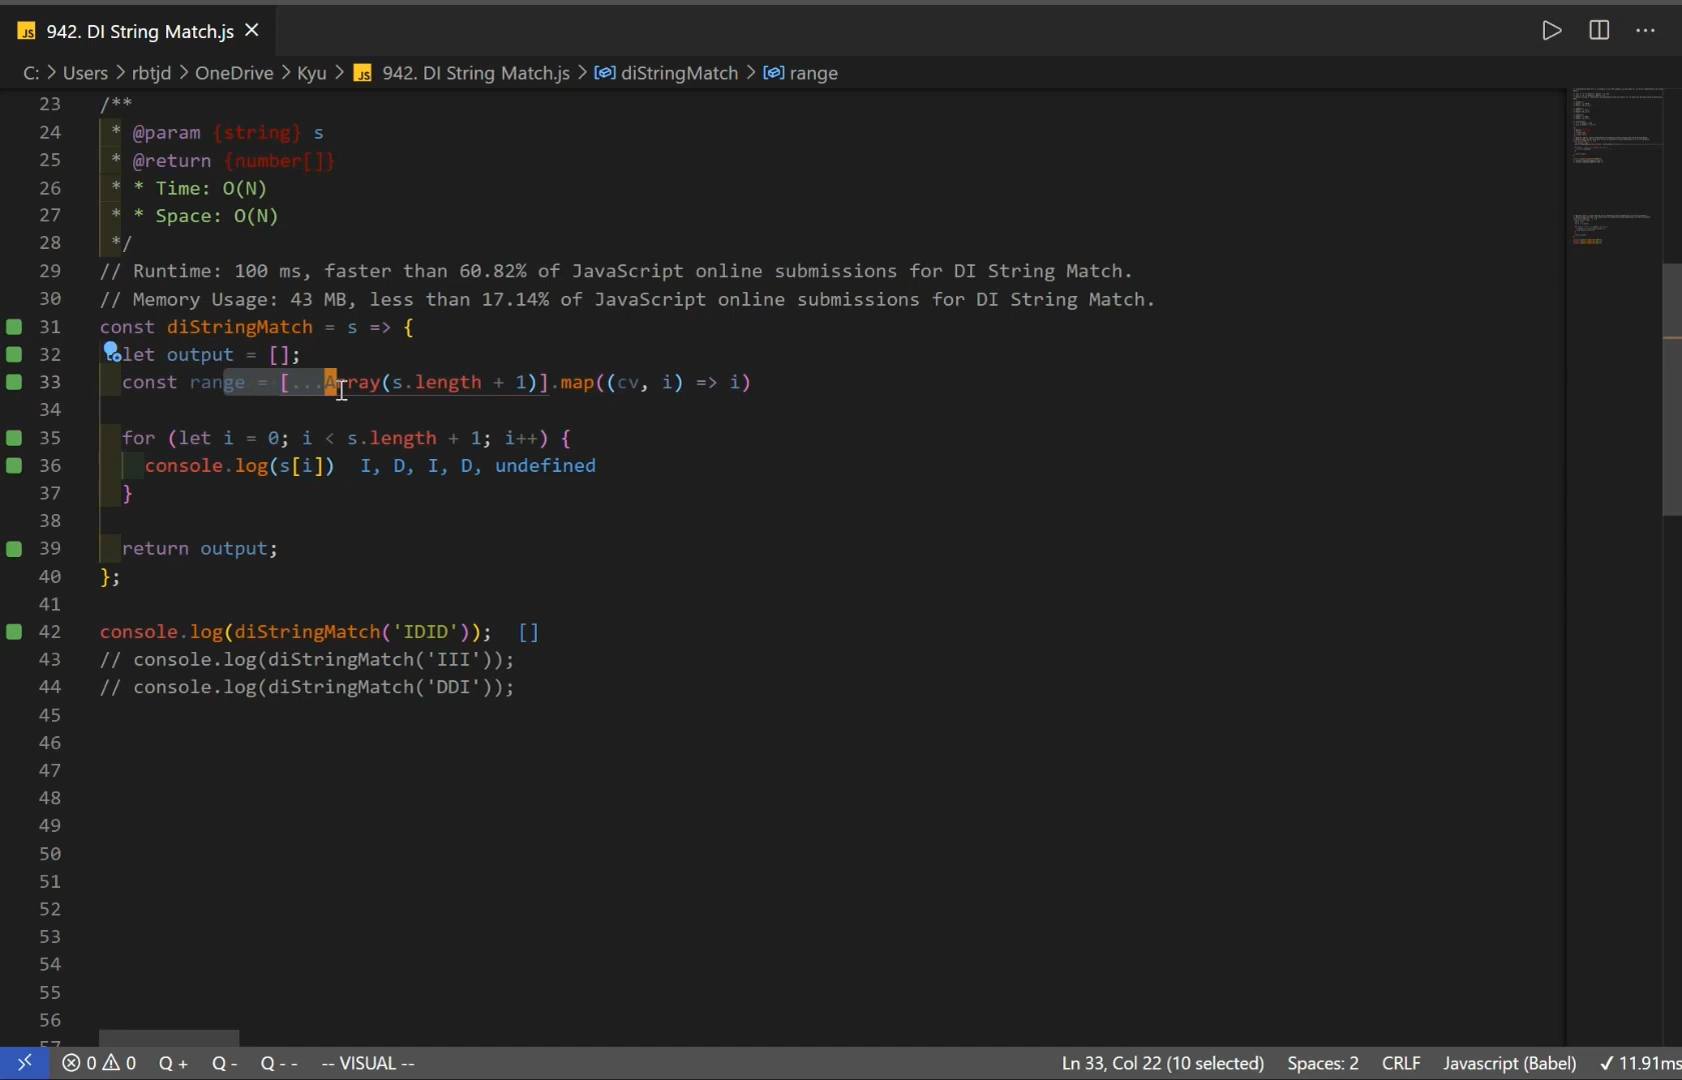 JS 942. DI String Match.js
C: > Users > rbtjd > OneDrive > Kyu > JS 942. DI String Match.js > diStringMatch > range
23 /**
24 * @param {string} s
25 * @return {number[]}
26 * * Time: O(N)
27 * * Space: O(N)
28 */
29 // Runtime: 100 ms, faster than 60.82% of JavaScript online submissions for DI String Match.
30 // Memory Usage: 43 MB, less than 17.14% of JavaScript online submissions for DI String Match.
31 const diStringMatch = s => {
32 let output = [];
33 const range = [...Array(s.length + 1)].map((cv, i) => i)
34
35 for (let i = 0; i < s.length + 1; i++) {
36 console.log(s[i]) I, D, I, D, undefined
37 }
38
39 return output;
40 };
41
42 console.log(diStringMatch('IDID')); []
43 // console.log(diStringMatch('III'));
44 // console.log(diStringMatch('DDI'));
45
46
47
48
49
50
51
52
53
54
55
56
0 0 Q + Q - Q - - -- VISUAL -- Ln 33, Col 22 (10 selected) Spaces: 2 CRLF Javascript (Babel) ✓ 11.91ms